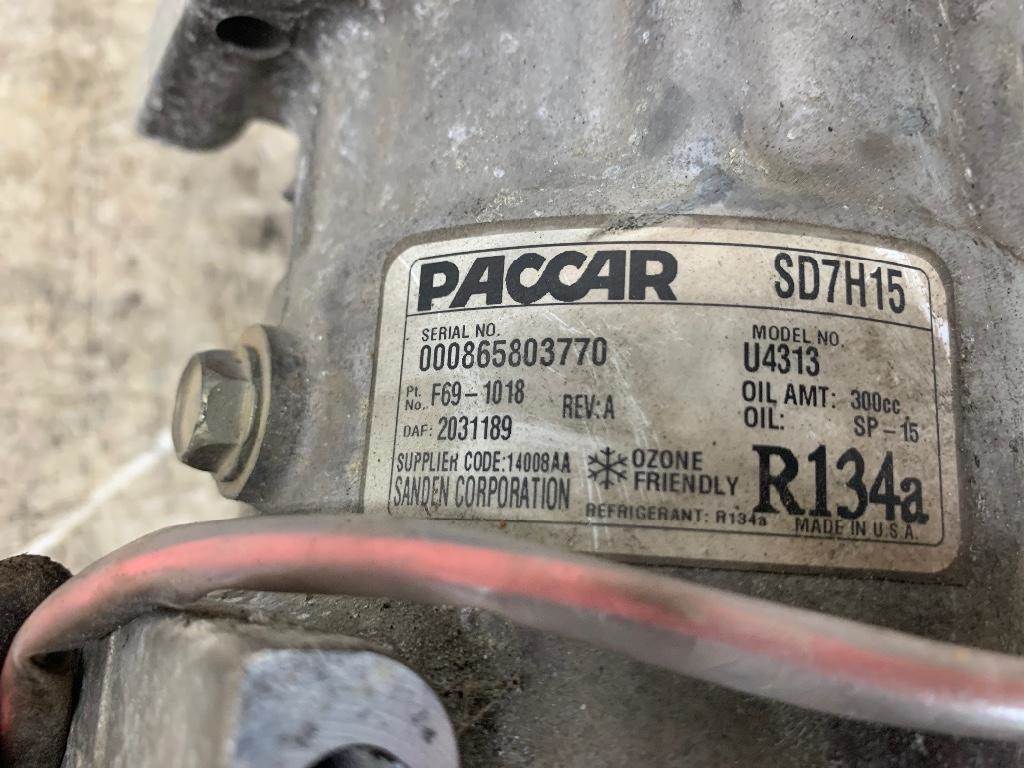 PACCAR SD7H15
SERIAL NO. MODEL NO.
000865803770 U4313
Pt. No. F69-1018 REV:A OIL AMT: 300cc
DAF: 2031189 OIL: SP-15
SUPPLIER CODE:14008AA OZONE FRIENDLY R134a
SANDEN CORPORATION REFRIGERANT: R134a
MADE IN U.S.A.